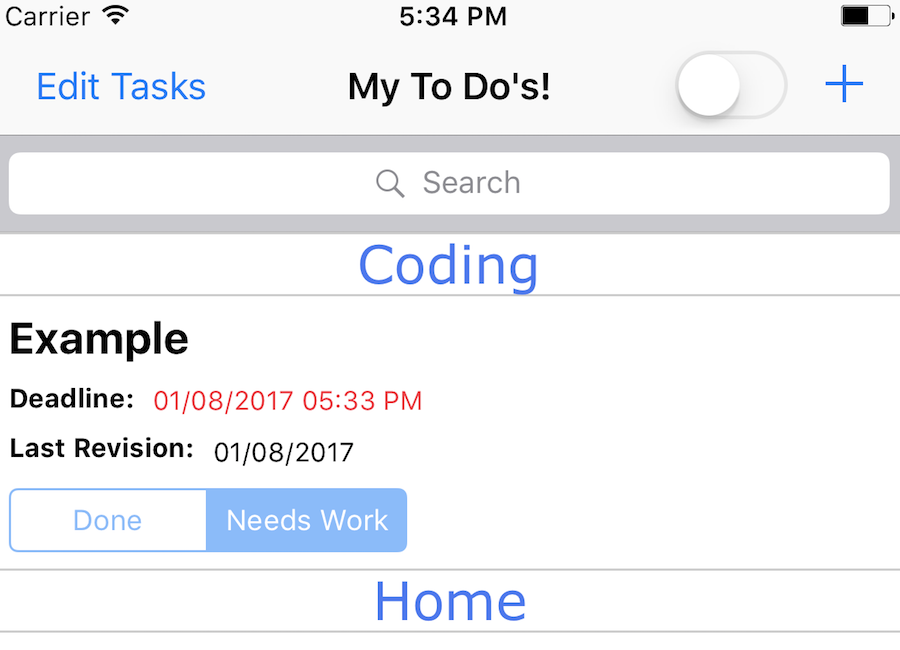 Carrier 5:34 PM
Edit Tasks My To Do's! +
Search
Coding
Example
Deadline: 01/08/2017 05:33 PM
Last Revision: 01/08/2017
Done Needs Work
Home